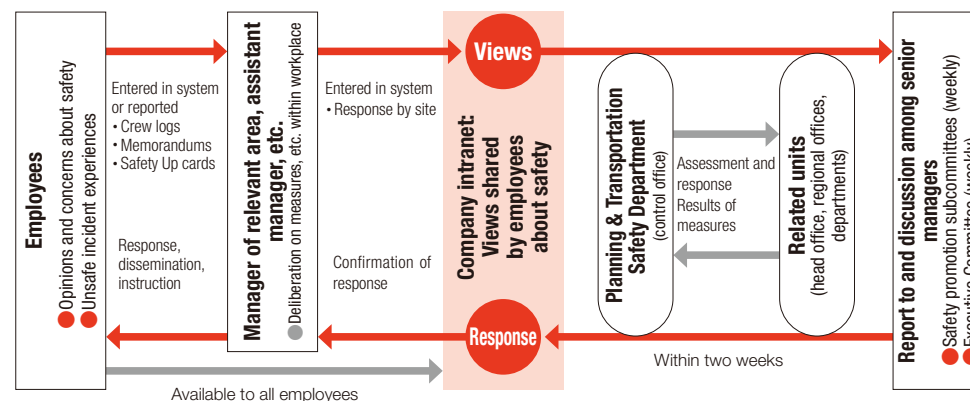 Employees
● Opinions and concerns about safety
● Unsafe incident experiences
Entered in system
or reported
• Crew logs
• Memorandums
• Safety Up cards
Response,
dissemination,
instruction
Manager of relevant area, assistant
manager, etc.
● Deliberation on measures, etc. within workplace
Entered in system
• Response by site
Confirmation of
response
Views
Company intranet:
Views shared
by employees
about safety
Response
Available to all employees
Planning & Transportation
Safety Department
(control office)
Assessment and
response
Results of
measures
Related units
(head office, regional offices,
departments)
Within two weeks
Report to and discussion among senior
managers
● Safety promotion subcommittees (weekly)
● Executive Committee (weekly)